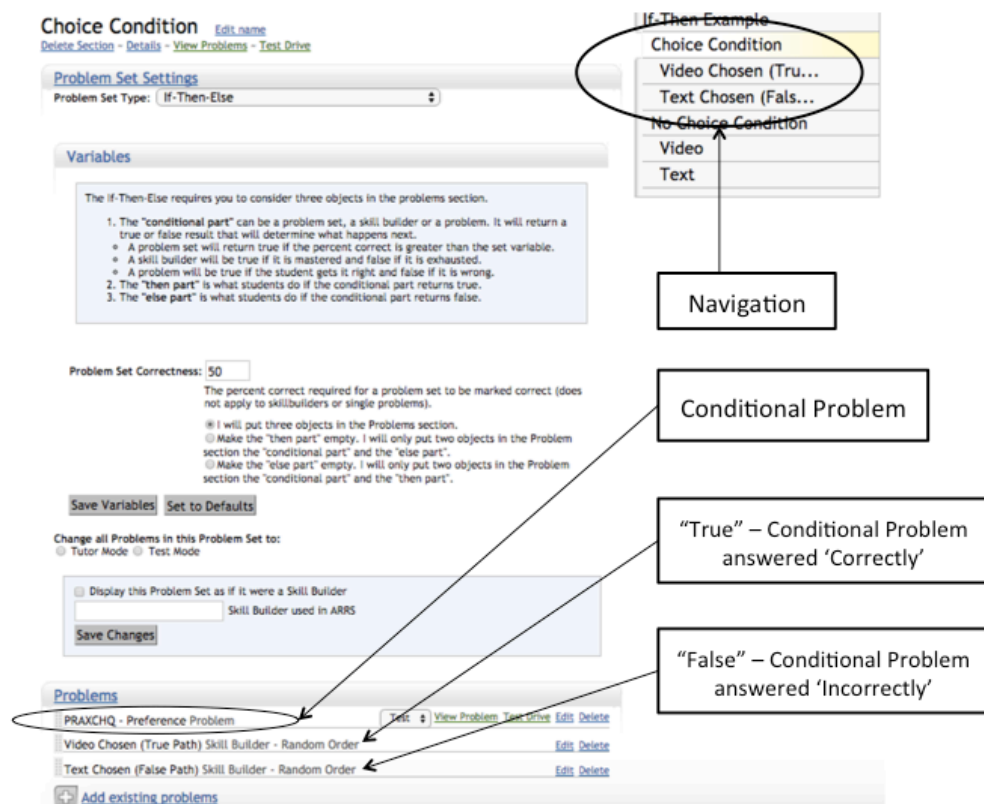 Choice Condition Edit name
Delete Section - Details - View Problems - Test Drive
Problem Set Settings
Problem Set Type: If-Then-Else
Variables
The If-Then-Else requires you to consider three objects in the problems section.
1. The "conditional part" can be a problem set, a skill builder or a problem. It will return a
true or false result that will determine what happens next.
A problem set will return true if the percent correct is greater than the set variable.
A skill builder will be true if it is mastered and false if it is exhausted.
A problem will be true if the student gets it right and false if it is wrong.
2. The "then part" is what students do if the conditional part returns true.
3. The "else part" is what students do if the conditional part returns false.
Problem Set Correctness: 50
The percent correct required for a problem set to be marked correct (does
not apply to skillbuilders or single problems).
I will put three objects in the Problems section.
Make the "then part" empty. I will only put two objects in the Problem
section the "conditional part" and the "else part".
Make the "else part" empty. I will only put two objects in the Problem
section the "conditional part" and the "then part".
Save Variables Set to Defaults
Change all Problems in this Problem Set to:
Tutor Mode Test Mode
Display this Problem Set as if it were a Skill Builder
Skill Builder used in ARRS
Save Changes
Problems
PRAXCHQ - Preference Problem Test View Problem Test Drive Edit Delete
Video Chosen (True Path) Skill Builder - Random Order Edit Delete
Text Chosen (False Path) Skill Builder - Random Order Edit Delete
Add existing problems
If-Then Example
Choice Condition
Video Chosen (Tru...
Text Chosen (Fals...
No Choice Condition
Video
Text
Navigation
Conditional Problem
“True” – Conditional Problem
answered ‘Correctly’
“False” – Conditional Problem
answered ‘Incorrectly’